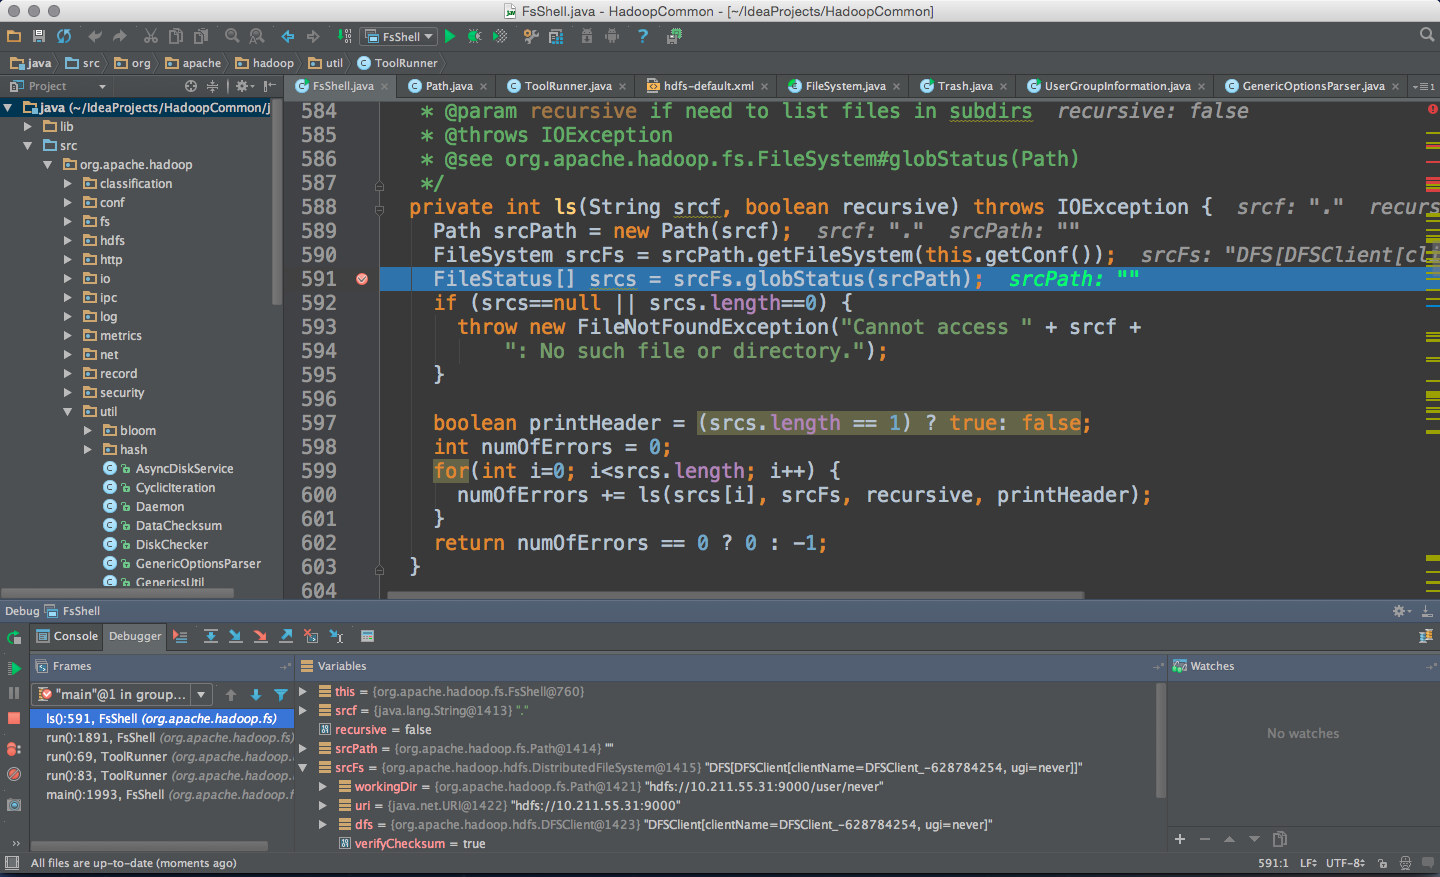 FsShell.java - HadoopCommon - [~/IdeaProjects/HadoopCommon]
FsShell
java src org apache hadoop util ToolRunner
Project
FsShell.java Path.java ToolRunner.java hdfs-default.xml FileSystem.java Trash.java UserGroupInformation.java GenericOptionsParser.java
java (~/IdeaProjects/HadoopCommon/j
lib
src
org.apache.hadoop
classification
conf
fs
hdfs
http
io
ipc
log
metrics
net
record
security
util
bloom
hash
AsyncDiskService
CyclicIteration
Daemon
DataChecksum
DiskChecker
GenericOptionsParser
GenericsUtil
584 * @param recursive if need to list files in subdirs recursive: false
585 * @throws IOException
586 * @see org.apache.hadoop.fs.FileSystem#globStatus(Path)
587 */
588 private int ls(String srcf, boolean recursive) throws IOException { srcf: "." recurs
589 Path srcPath = new Path(srcf); srcf: "." srcPath: ""
590 FileSystem srcFs = srcPath.getFileSystem(this.getConf()); srcFs: "DFS[DFSClient[cli
591 FileStatus[] srcs = srcFs.globStatus(srcPath); srcPath: ""
592 if (srcs==null || srcs.length==0) {
593 throw new FileNotFoundException("Cannot access " + srcf +
594 ": No such file or directory.");
595 }
596
597 boolean printHeader = (srcs.length == 1) ? true: false;
598 int numOfErrors = 0;
599 for(int i=0; i<srcs.length; i++) {
600 numOfErrors += ls(srcs[i], srcFs, recursive, printHeader);
601 }
602 return numOfErrors == 0 ? 0 : -1;
603 }
604
Debug FsShell
Console Debugger
Frames
"main"@1 in group...
ls():591, FsShell (org.apache.hadoop.fs)
run():1891, FsShell (org.apache.hadoop.fs)
run():69, ToolRunner (org.apache.hadoop
run():83, ToolRunner (org.apache.hadoop
main():1993, FsShell (org.apache.hadoop.f
Variables
this = {org.apache.hadoop.fs.FsShell@760}
srcf = {java.lang.String@1413} "."
recursive = false
srcPath = {org.apache.hadoop.fs.Path@1414} ""
srcFs = {org.apache.hadoop.hdfs.DistributedFileSystem@1415} "DFS[DFSClient[clientName=DFSClient_-628784254, ugi=never]]"
workingDir = {org.apache.hadoop.fs.Path@1421} "hdfs://10.211.55.31:9000/user/never"
uri = {java.net.URI@1422} "hdfs://10.211.55.31:9000"
dfs = {org.apache.hadoop.hdfs.DFSClient@1423} "DFSClient[clientName=DFSClient_-628784254, ugi=never]"
verifyChecksum = true
Watches
No watches
All files are up-to-date (moments ago)
591:1 LF UTF-8